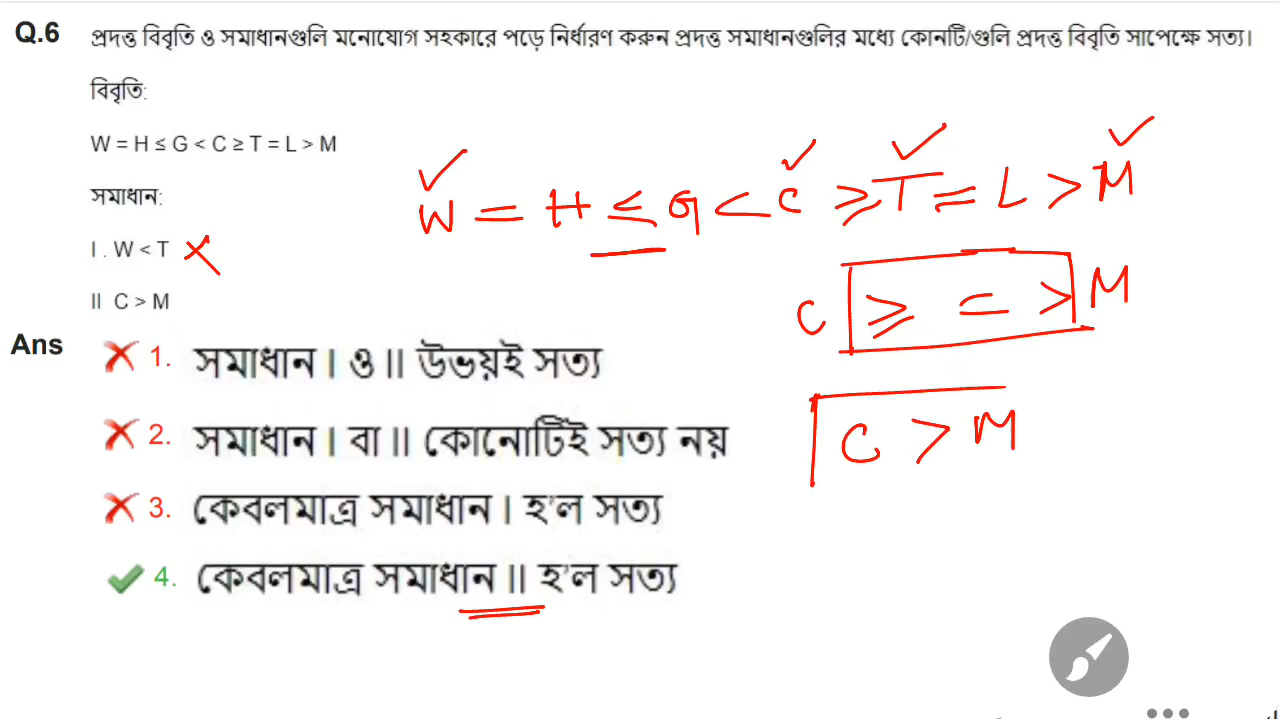 Q.6 প্রদত্ত বিবৃতি ও সমাধানগুলি মনোযোগ সহকারে পড়ে নির্ধারণ করুন প্রদত্ত সমাধানগুলির মধ্যে কোনটি/গুলি প্রদত্ত বিবৃতি সাপেক্ষে সত্য।
বিবৃতি:
W = H ≤ G < C ≥ T = L > M
W = H ≤ G < C ≥ T = L > M
সমাধান:
I . W < T
II C > M
C ≥ = > M
Ans
1. সমাধান I ও II উভয়ই সত্য
2. সমাধান I বা II কোনোটিই সত্য নয়
C > M
3. কেবলমাত্র সমাধান I হ'ল সত্য
4. কেবলমাত্র সমাধান II হ'ল সত্য